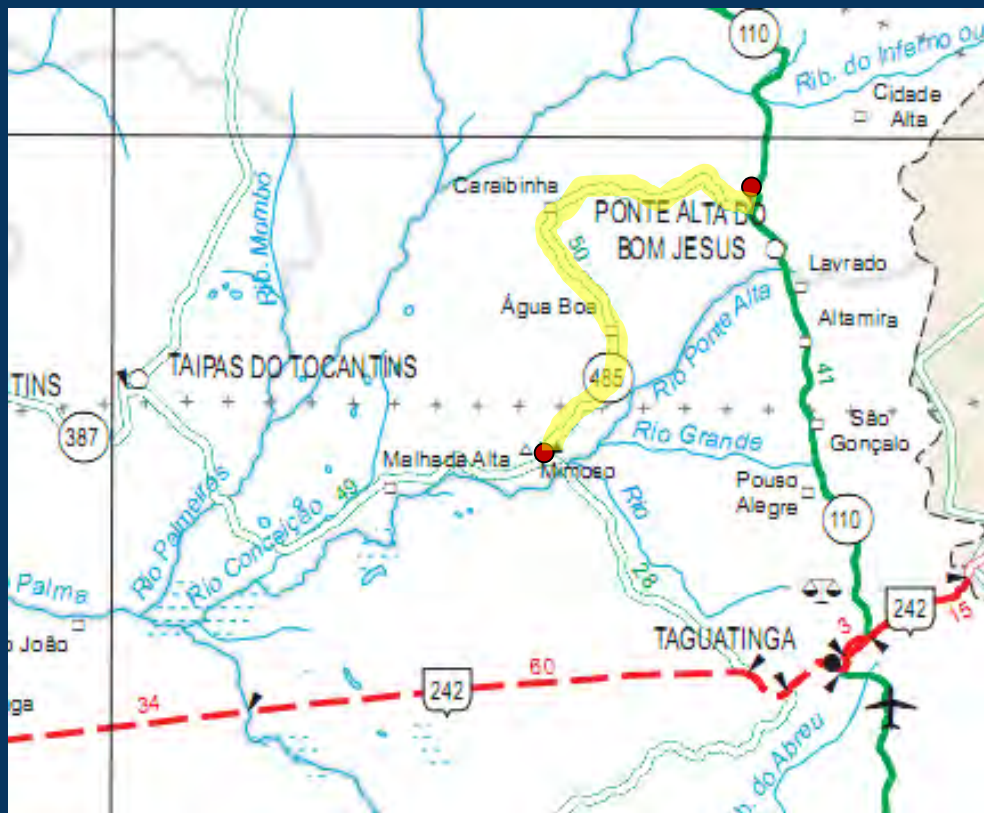 110
Rib. do Inferno ou
Cidade
Alta
Caraibinha
PONTE ALTA DO
BOM JESUS
Rib. Mombó
50
Lavrado
Água Boa
Rio Ponte Alta
Altamira
TAIPAS DO TOCANTINS
TINS
485
41
387
São
Gonçalo
Rio Grande
Malhada Alta
Mimoso
Pouso
Alegre
49
Rio
110
Rio Palmeiras
Rio Conceição
28
Palma
242
15
o João
3
TAGUATINGA
60
242
34
ga
b. do Abreu